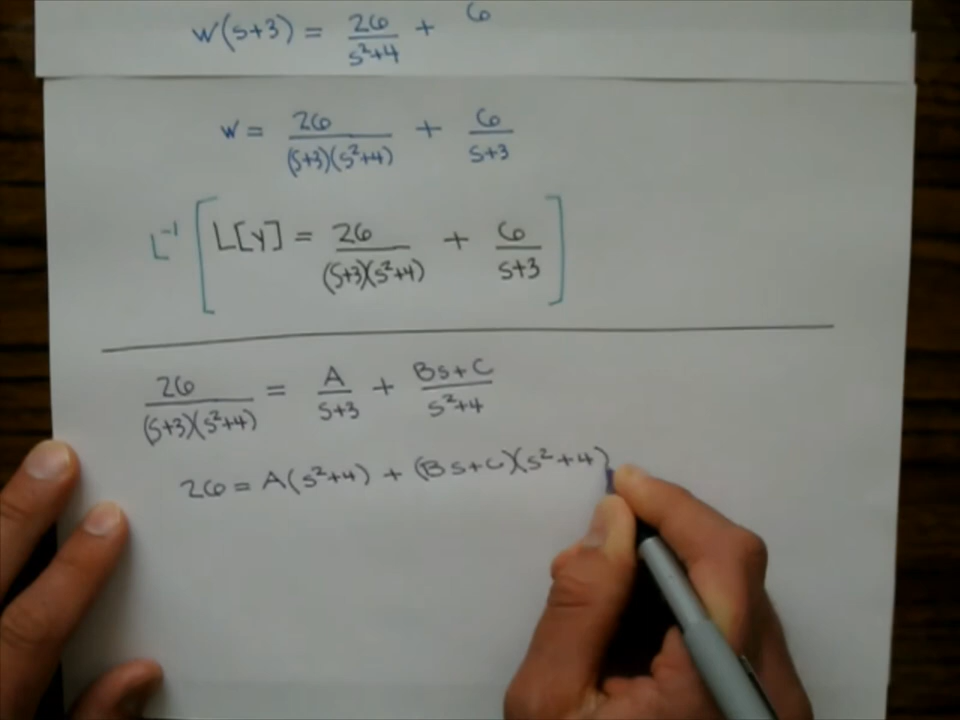 W(s+3) = 26/(s²+4) + 6
W = 26/((s+3)(s²+4)) + 6/(s+3)
L⁻¹ [ L[y] = 26/((s+3)(s²+4)) + 6/(s+3) ]
26/((s+3)(s²+4)) = A/(s+3) + (Bs+C)/(s²+4)
26 = A(s²+4) + (Bs+C)(s²+4)